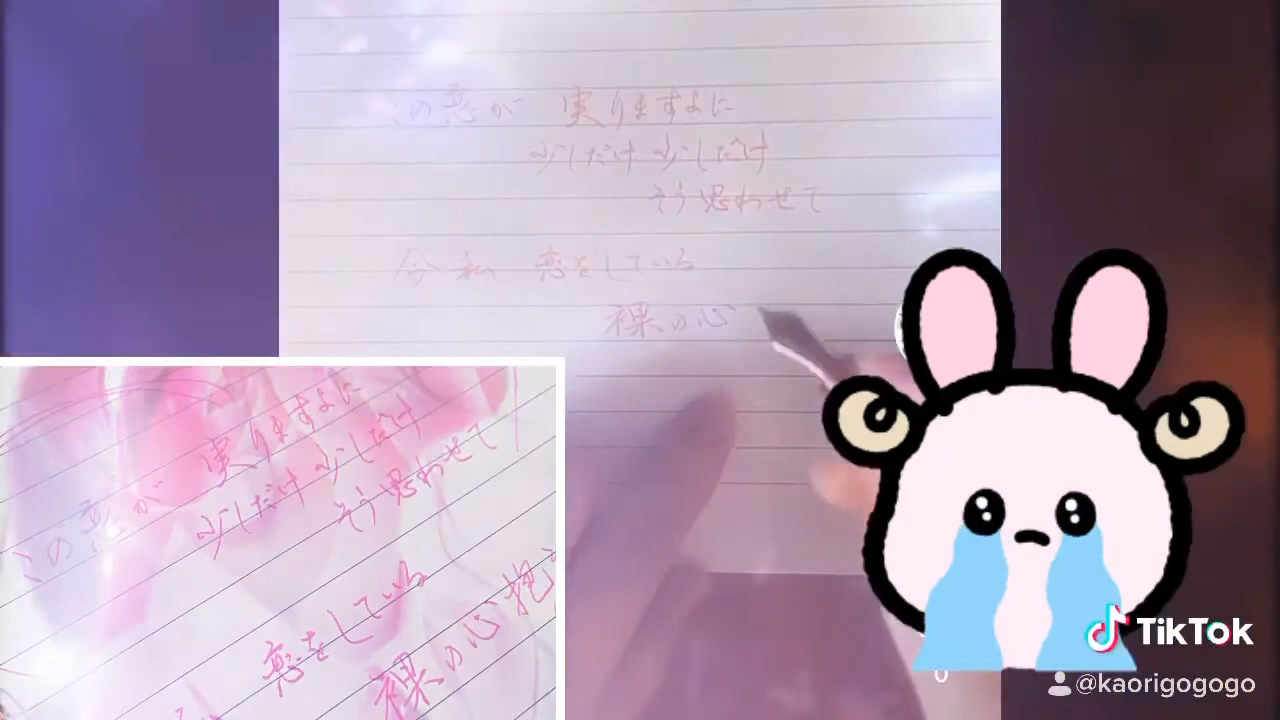 この恋が 実りますよに
少しだけ 少しだけ
そう思わせて
今 私 恋をしている
裸の心
この恋が 実りますよに
少しだけ 少しだけ
そう思わせて
恋をしている
裸の心 抱
TikTok
@kaorigogogo